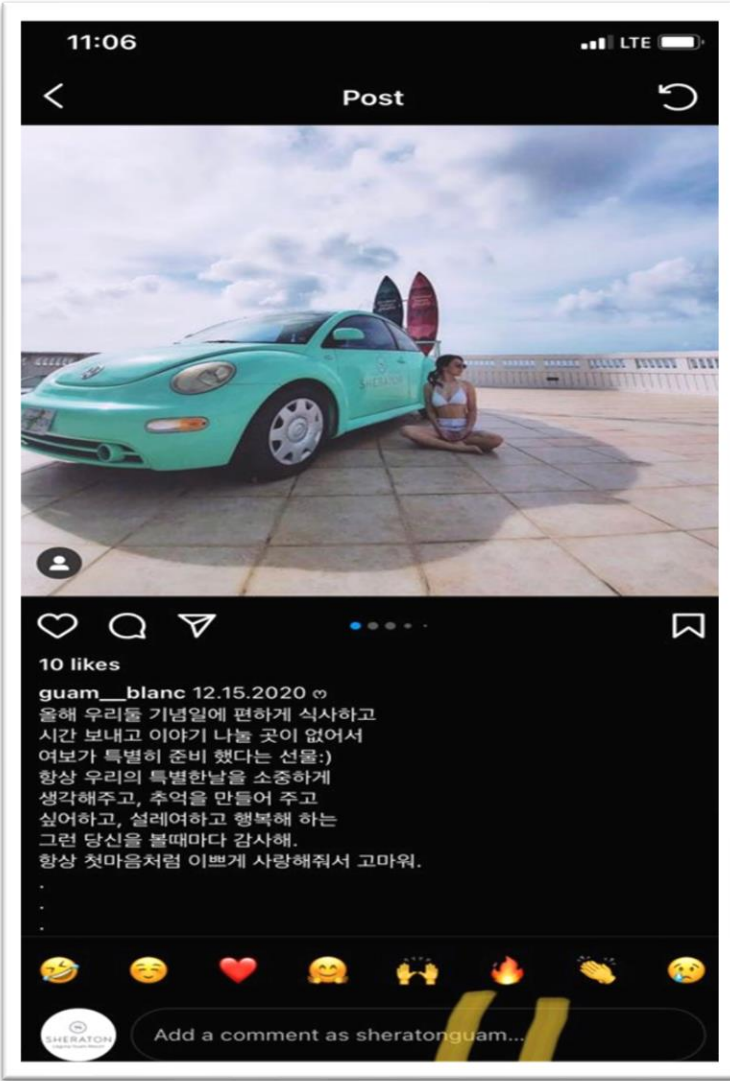 11:06
LTE
Post
SHERATON
10 likes
guam__blanc 12.15.2020 ෆ
올해 우리둘 기념일에 편하게 식사하고
시간 보내고 이야기 나눌 곳이 없어서
여보가 특별히 준비 했다는 선물:)
항상 우리의 특별한날을 소중하게
생각해주고, 추억을 만들어 주고
싶어하고, 설레여하고 행복해 하는
그런 당신을 볼때마다 감사해.
항상 첫마음처럼 이쁘게 사랑해줘서 고마워.
.
.
.
SHERATON
Add a comment as sheratonguam...